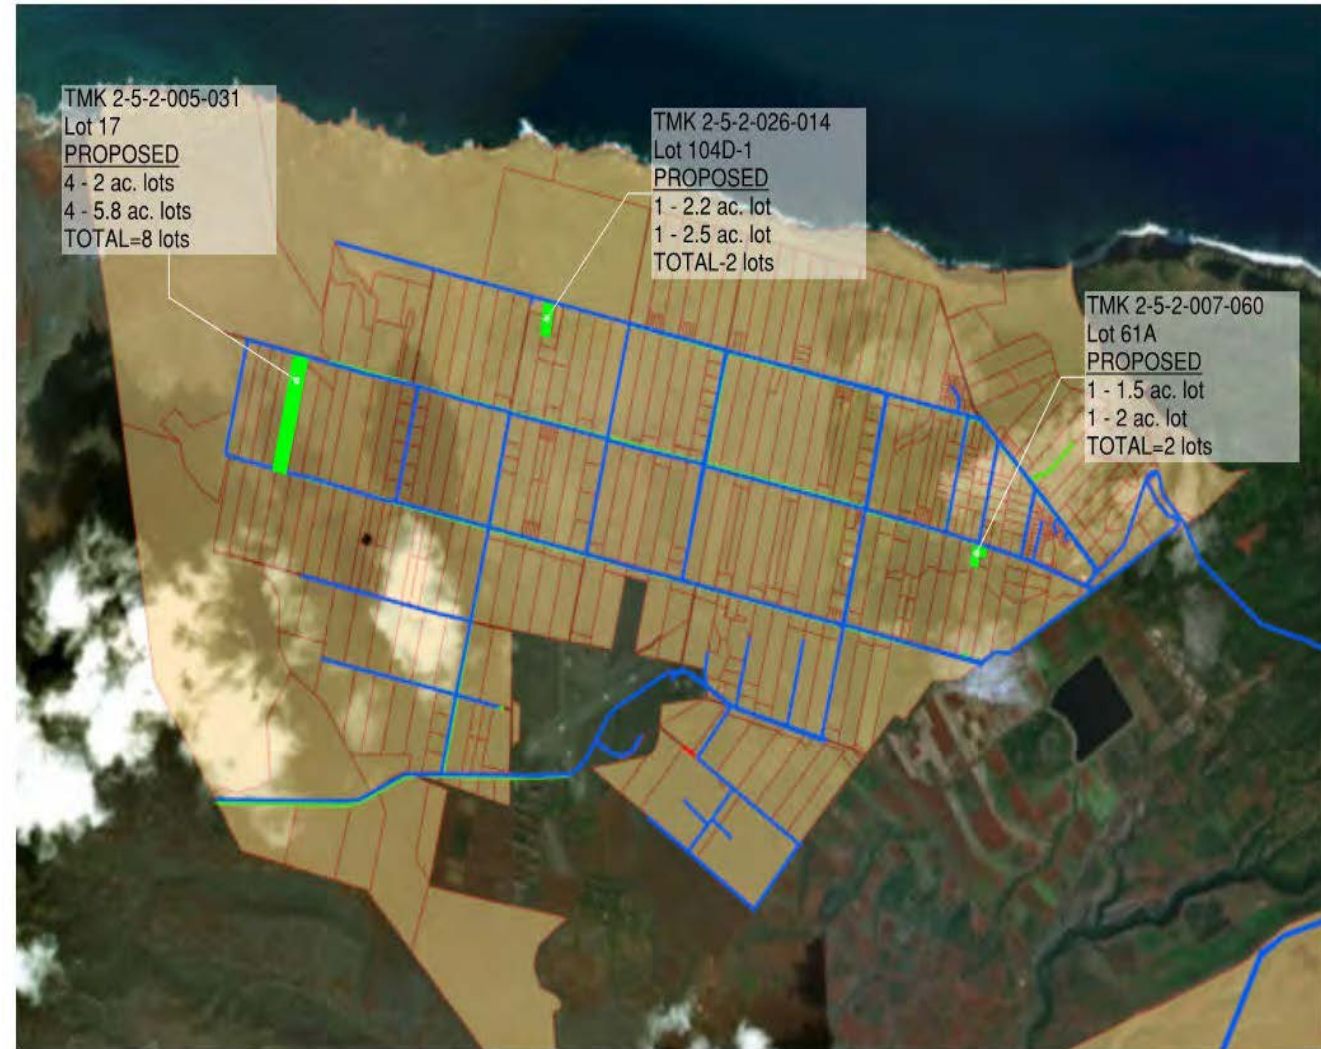 TMK 2-5-2-005-031
Lot 17
PROPOSED
4 - 2 ac. lots
4 - 5.8 ac. lots
TOTAL=8 lots
TMK 2-5-2-026-014
Lot 104D-1
PROPOSED
1 - 2.2 ac. lot
1 - 2.5 ac. lot
TOTAL-2 lots
TMK 2-5-2-007-060
Lot 61A
PROPOSED
1 - 1.5 ac. lot
1 - 2 ac. lot
TOTAL=2 lots